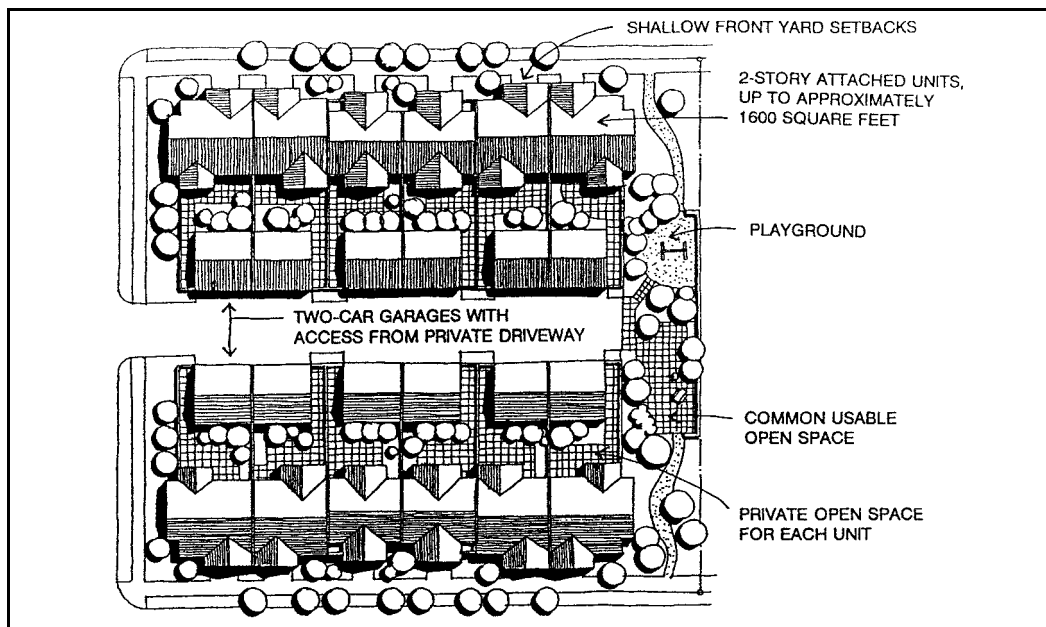 SHALLOW FRONT YARD SETBACKS
2-STORY ATTACHED UNITS,
UP TO APPROXIMATELY
1600 SQUARE FEET
PLAYGROUND
TWO-CAR GARAGES WITH
ACCESS FROM PRIVATE DRIVEWAY
COMMON USABLE
OPEN SPACE
PRIVATE OPEN SPACE
FOR EACH UNIT